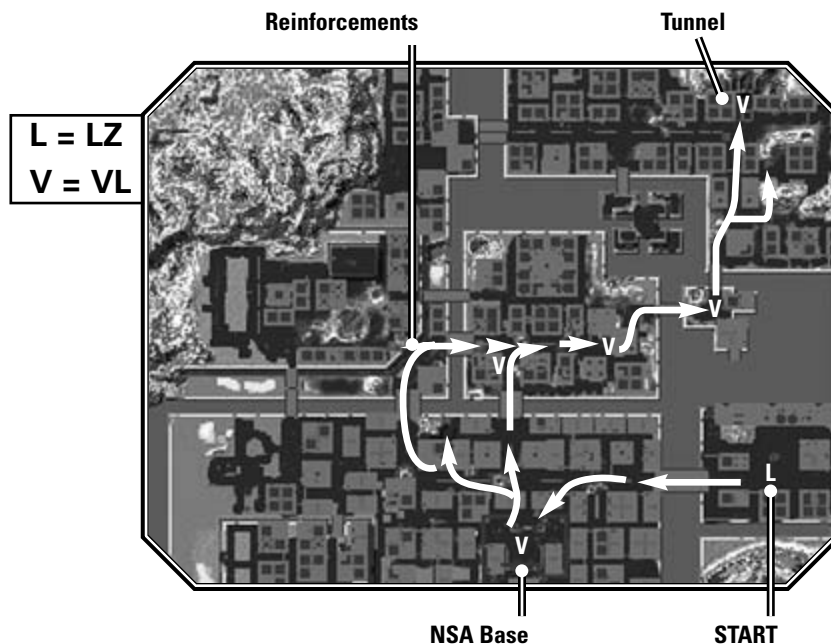 Reinforcements
Tunnel
L = LZ
V = VL
V
V
V
V
L
V
NSA Base
START